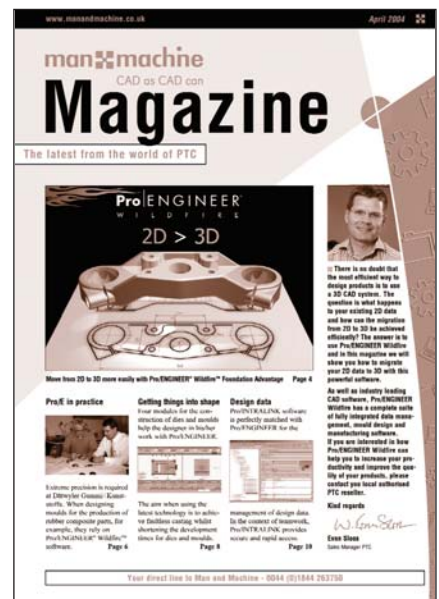 www.manandmachine.co.uk
April 2004
man machine
CAD as CAD can
Magazine
The latest from the world of PTC
Pro ENGINEER
WILDFIRE
2D > 3D
Move from 2D to 3D more easily with Pro/ENGINEER® Wildfire™ Foundation Advantage Page 4
Pro/E in practice
Extreme precision is required
at Dätwyler Gummi+Kunst-
stoffe. When designing
moulds for the production of
rubber composite parts, for
example, they rely on
Pro/ENGINEER® Wildfire™
software. Page 6
Getting things into shape
Four modules for the con-
struction of dies and moulds
help the designer in his/her
work with Pro/ENGINEER.
The aim when using the
latest technology is to achie-
ve faultless casting whilst
shortening the development
times for dies and moulds.
Page 8
Design data
Pro/INTRALINK software
is perfectly matched with
Pro/ENGINEER for the
management of design data.
In the context of teamwork,
Pro/INTRALINK provides
secure and rapid access.
Page 10
There is no doubt that
the most efficient way to
design products is to use
a 3D CAD system. The
question is what happens
to your existing 2D data
and how can the migration
from 2D to 3D be achieved
efficiently? The answer is to
use Pro/ENGINEER Wildfire
and in this magazine we will
show you how to migrate
your 2D data to 3D with this
powerful software.
As well as industry leading
CAD software, Pro/ENGINEER
Wildfire has a complete suite
of fully integrated data mana-
gement, mould design and
manufacturing software.
If you are interested in how
Pro/ENGINEER Wildfire can
help you to increase your pro-
ductivity and improve the qua-
lity of your products, please
contact you local authorised
PTC reseller.
Kind regards
Evan Sloss
Sales Manager PTC
Your direct line to Man and Machine - 0044 (0)1844 263750